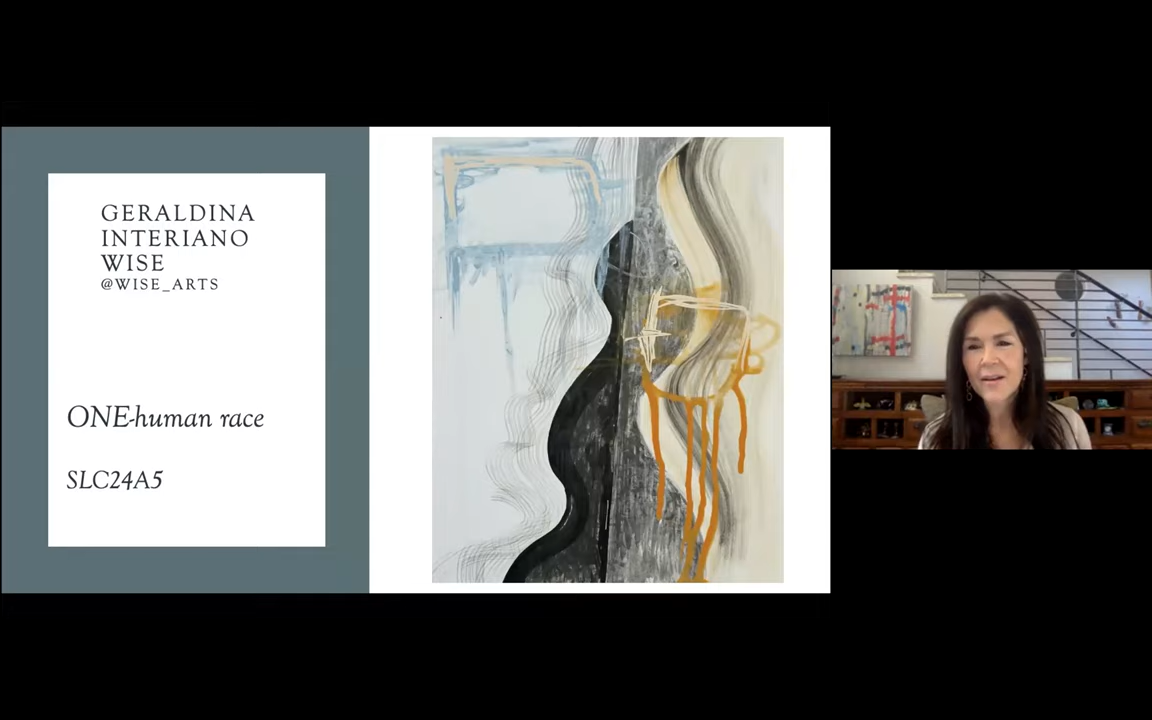 GERALDINA
INTERIANO
WISE
@WISE_ARTS
ONE-human race
SLC24A5